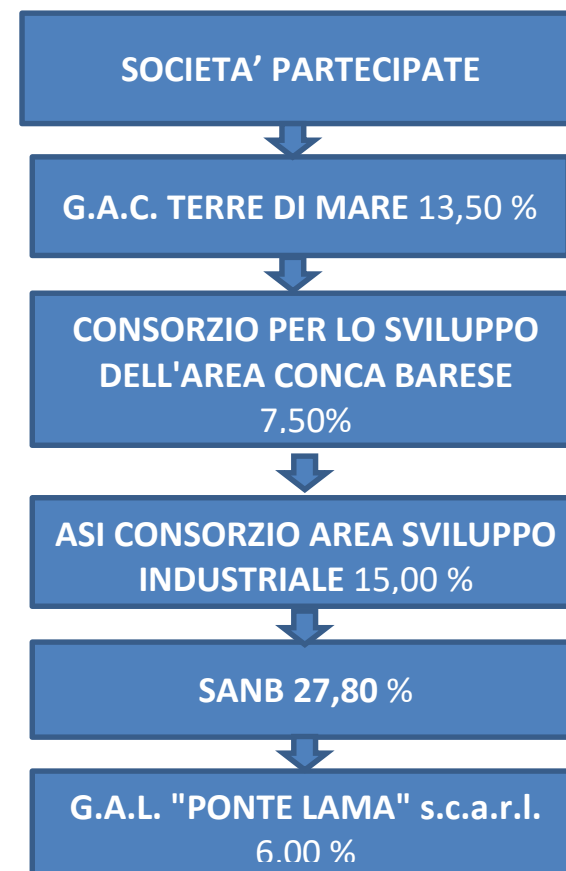 SOCIETA’ PARTECIPATE
G.A.C. TERRE DI MARE 13,50 %
CONSORZIO PER LO SVILUPPO
DELL'AREA CONCA BARESE
7,50%
ASI CONSORZIO AREA SVILUPPO
INDUSTRIALE 15,00 %
SANB 27,80 %
G.A.L. "PONTE LAMA" s.c.a.r.l.
6,00 %